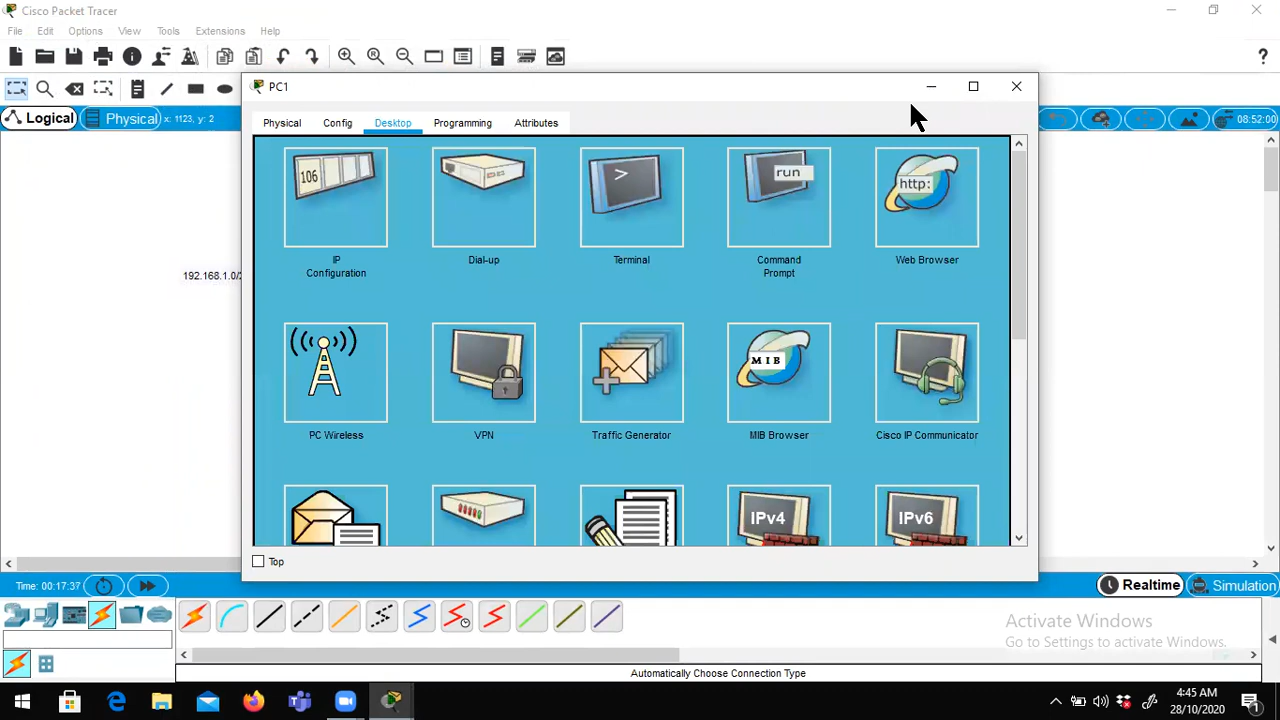 Cisco Packet Tracer
File Edit Options View Tools Extensions Help
PC1
Logical Physical x: 1123, y: 2
08:52:00
Physical Config Desktop Programming Attributes
106
>
run
http:
IP Configuration
Dial-up
Terminal
Command Prompt
Web Browser
192.168.1.0/
MIB
PC Wireless
VPN
Traffic Generator
MIB Browser
Cisco IP Communicator
IPv4
IPv6
Top
Time: 00:17:37
Realtime
Simulation
Activate Windows
Go to Settings to activate Windows.
Automatically Choose Connection Type
4:45 AM
28/10/2020
1